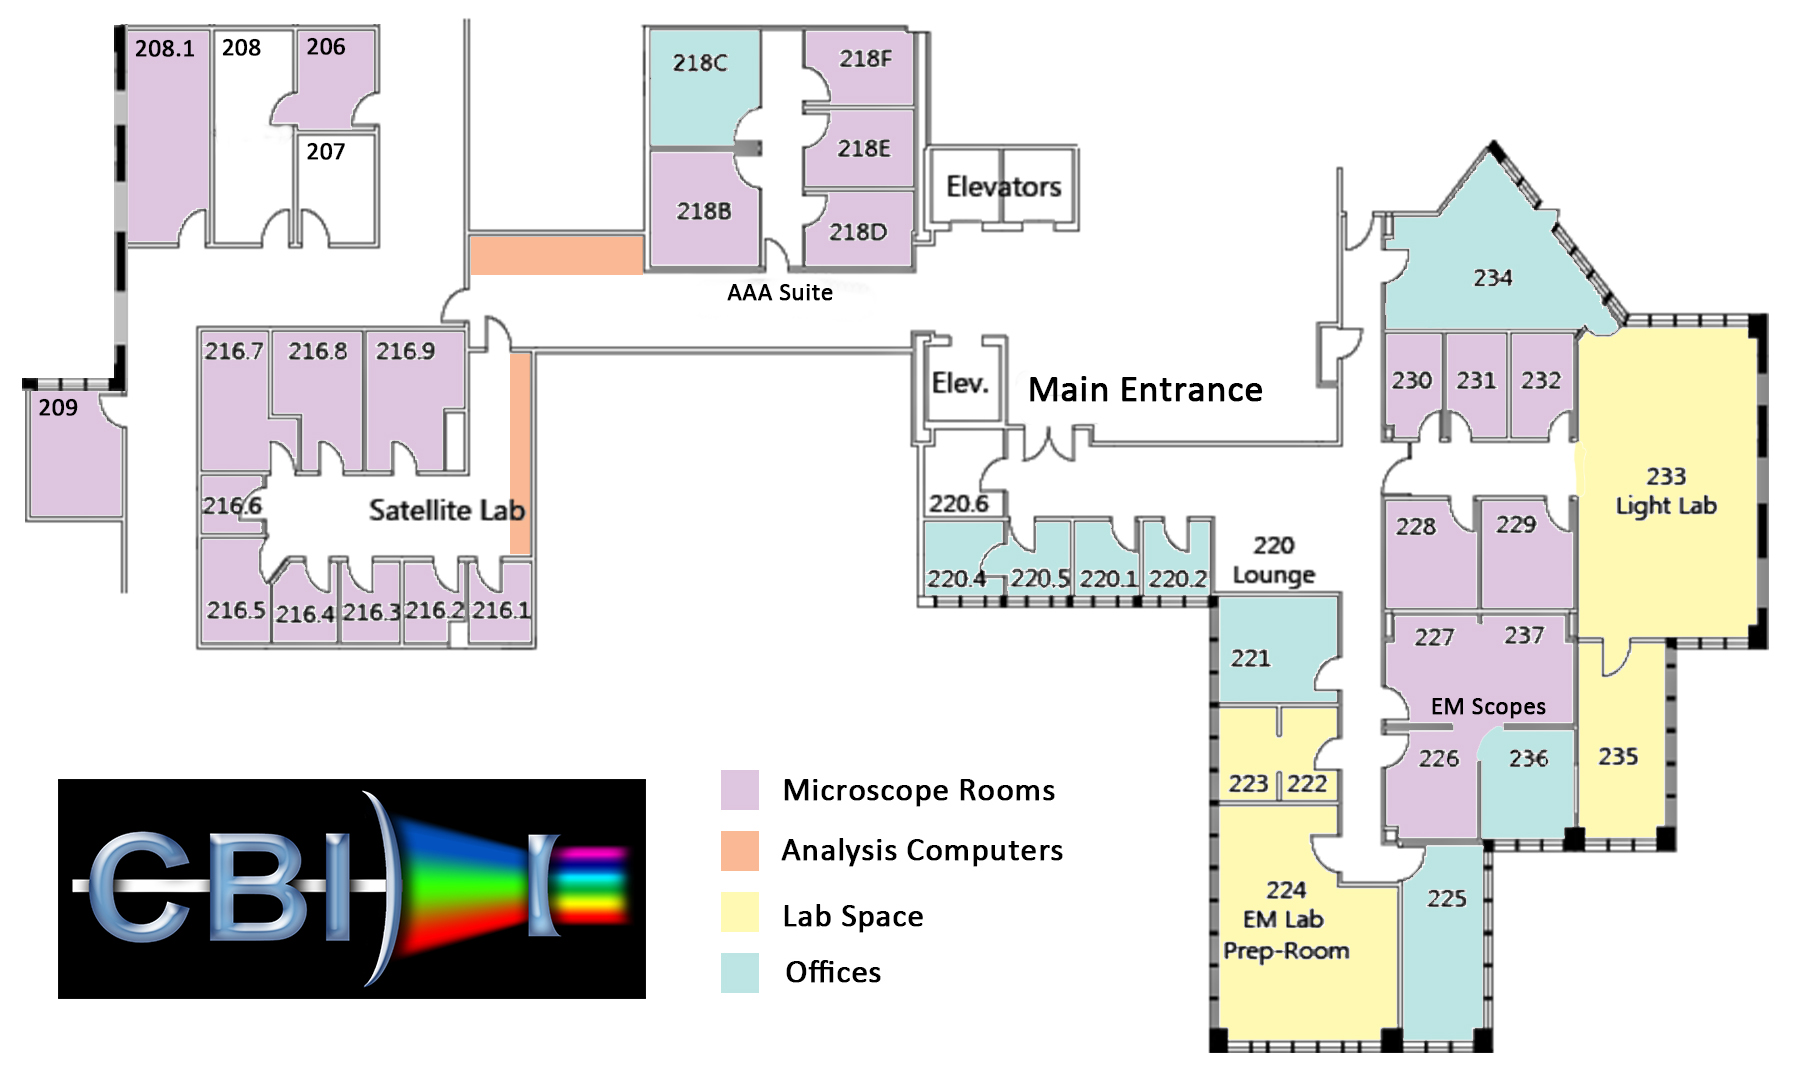 208.1
208
206
207
209
218C
218F
218E
218B
218D
Elevators
AAA Suite
216.7
216.8
216.9
216.6
Satellite Lab
216.5
216.4
216.3
216.2
216.1
Elev.
Main Entrance
220.6
220.4
220.5
220.1
220.2
220
Lounge
234
230
231
232
233
Light Lab
228
229
227
237
EM Scopes
226
236
235
221
223
222
224
EM Lab
Prep-Room
225
CBI
Microscope Rooms
Analysis Computers
Lab Space
Offices